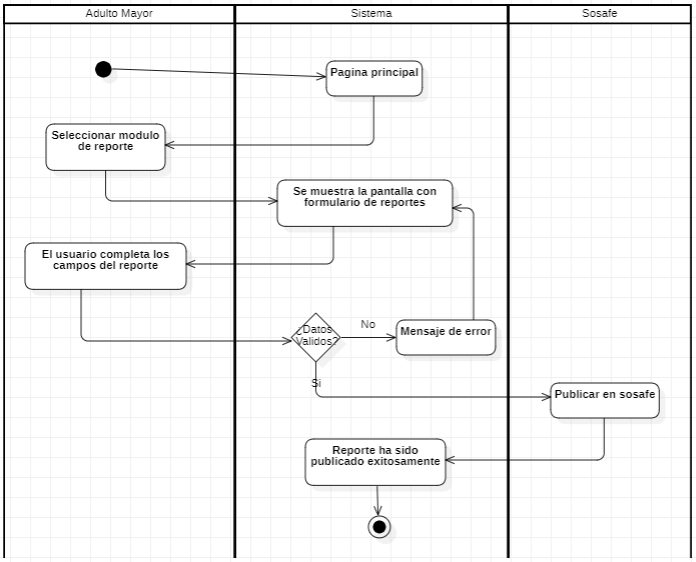 Adulto Mayor
Sistema
Sosafe
Pagina principal
Seleccionar modulo
de reporte
Se muestra la pantalla con
formulario de reportes
El usuario completa los
campos del reporte
¿Datos
Validos?
No
Mensaje de error
Si
Publicar en sosafe
Reporte ha sido
publicado exitosamente